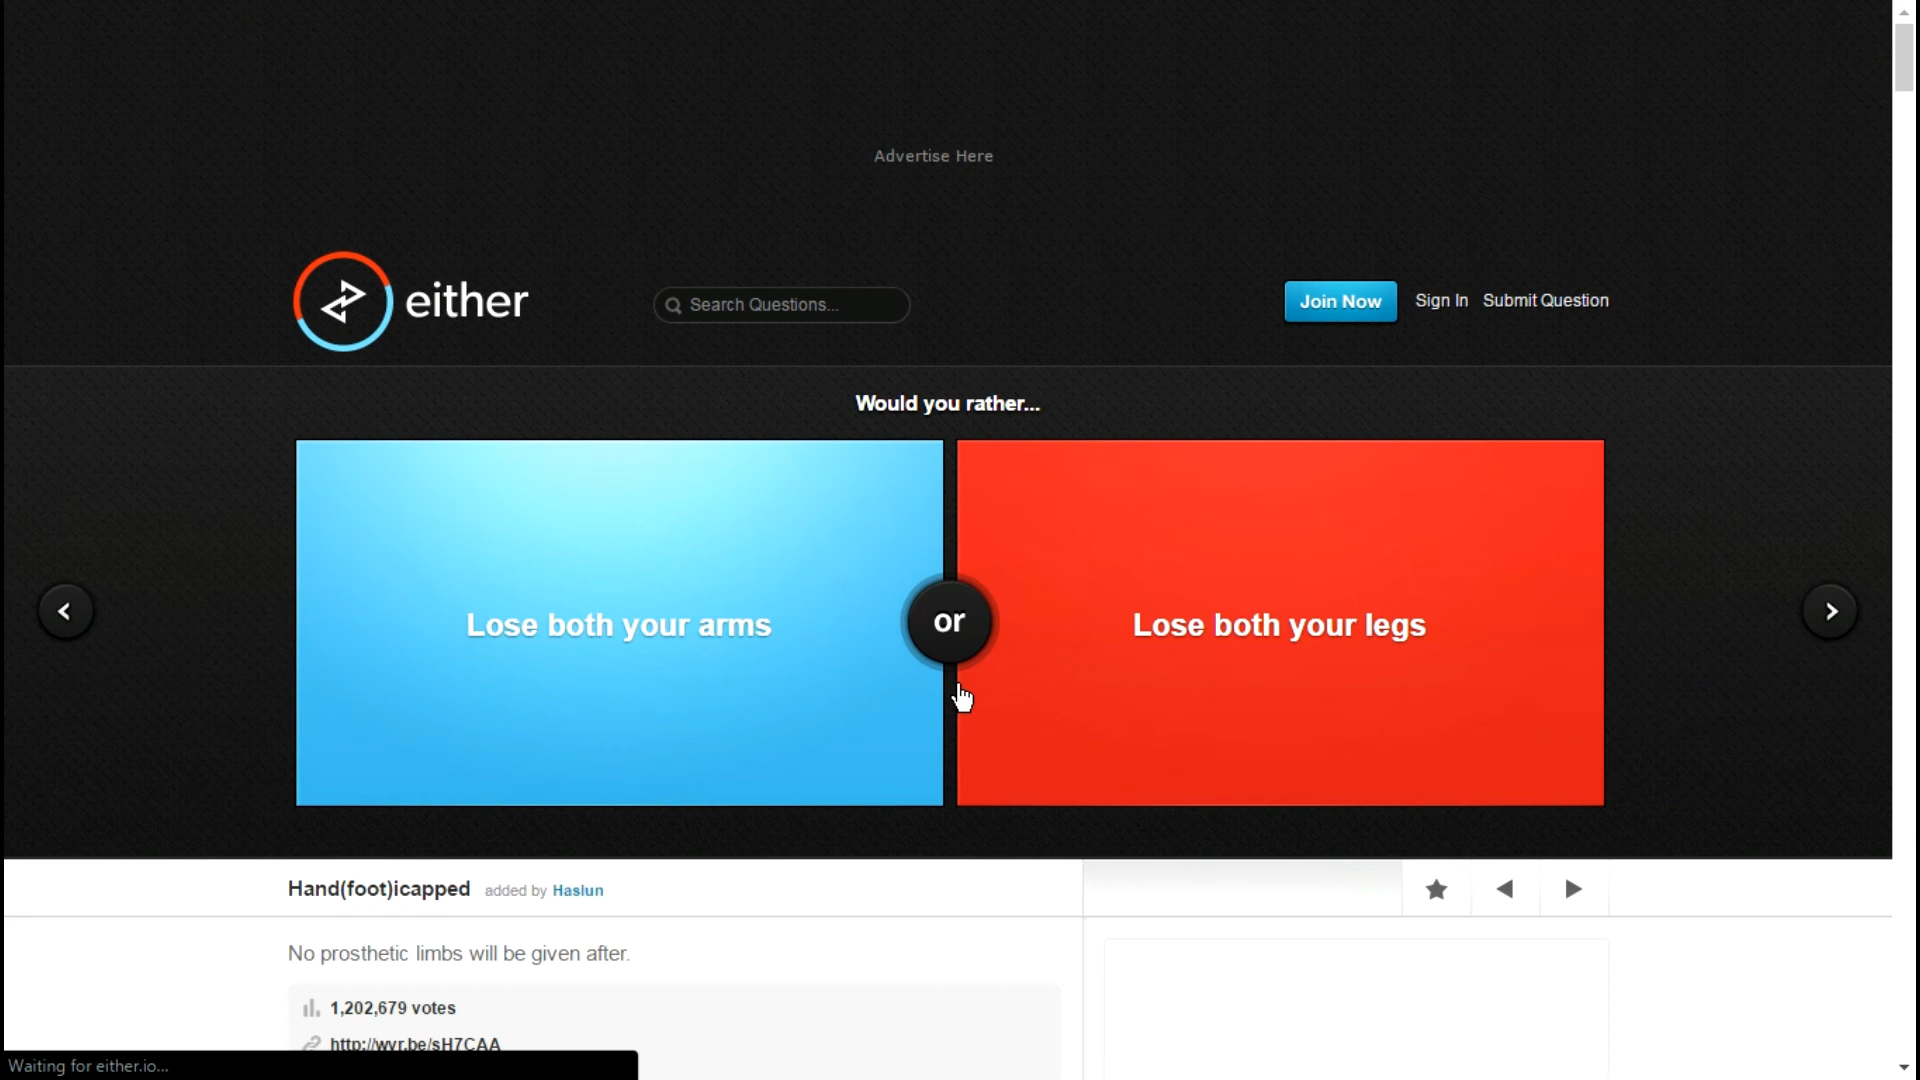 Advertise Here
either
Search Questions...
Join Now
Sign In
Submit Question
Would you rather...
Lose both your arms
or
Lose both your legs
Hand(foot)icapped added by Haslun
No prosthetic limbs will be given after.
1,202,679 votes
http://wyr.be/sH7CAA
Waiting for either.io...